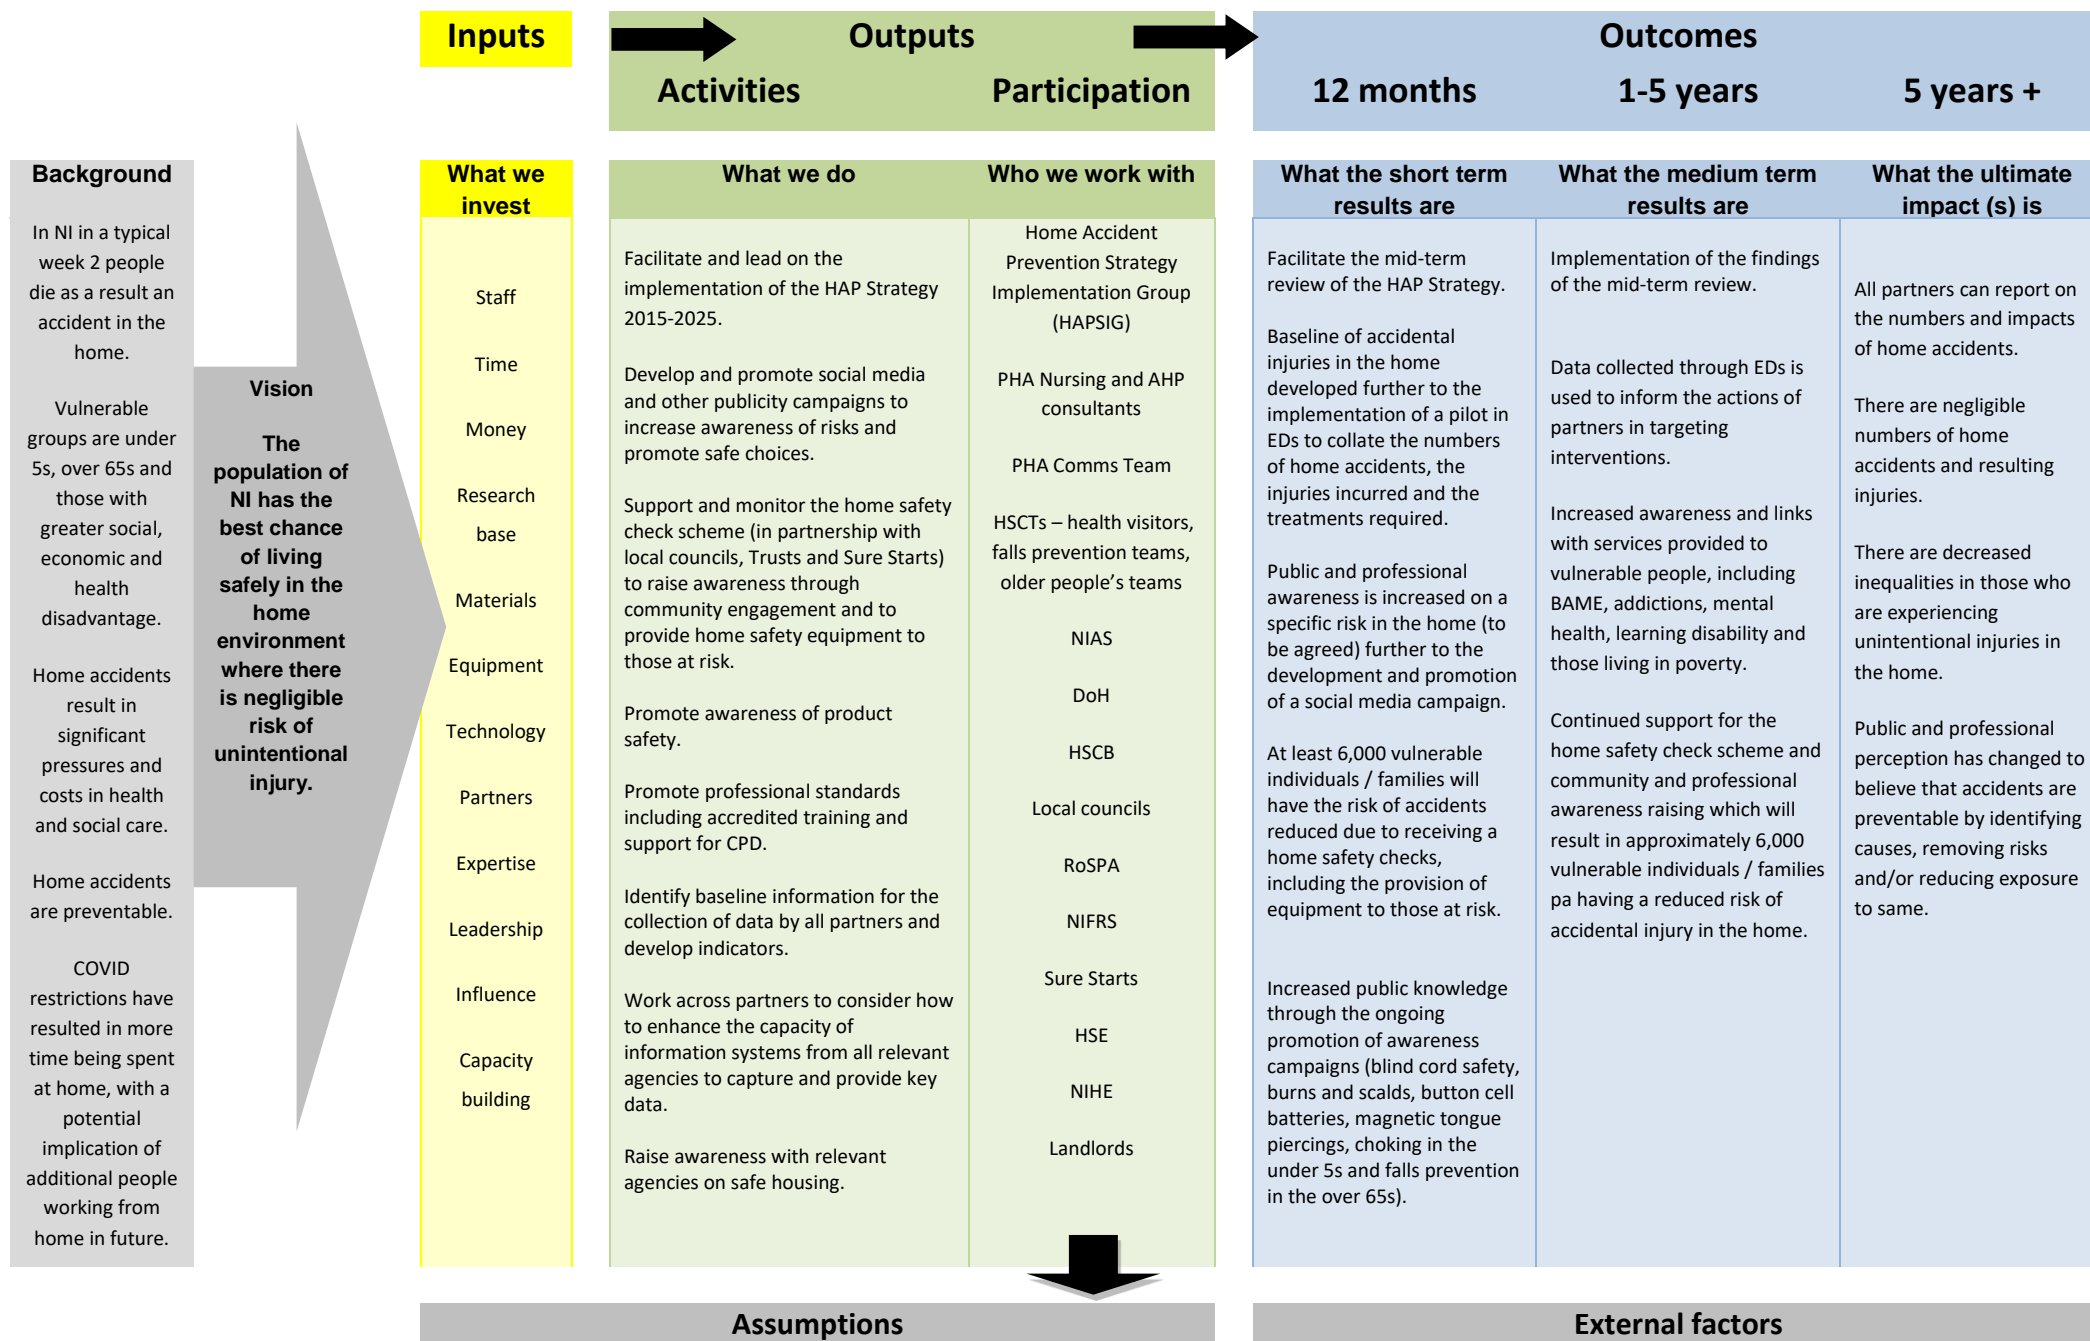 Inputs
Outputs
Outcomes
Activities
Participation
12 months
1-5 years
5 years +
Background
In NI in a typical
week 2 people
die as a result an
accident in the
home.
Vulnerable
groups are under
5s, over 65s and
those with
greater social,
economic and
health
disadvantage.
Home accidents
result in
significant
pressures and
costs in health
and social care.
Home accidents
are preventable.
COVID
restrictions have
resulted in more
time being spent
at home, with a
potential
implication of
additional people
working from
home in future.
Vision
The
population of
NI has the
best chance
of living
safely in the
home
environment
where there
is negligible
risk of
unintentional
injury.
What we
invest
Staff
Time
Money
Research
base
Materials
Equipment
Technology
Partners
Expertise
Leadership
Influence
Capacity
building
What we do
Facilitate and lead on the
implementation of the HAP Strategy
2015-2025.
Develop and promote social media
and other publicity campaigns to
increase awareness of risks and
promote safe choices.
Support and monitor the home safety
check scheme (in partnership with
local councils, Trusts and Sure Starts)
to raise awareness through
community engagement and to
provide home safety equipment to
those at risk.
Promote awareness of product
safety.
Promote professional standards
including accredited training and
support for CPD.
Identify baseline information for the
collection of data by all partners and
develop indicators.
Work across partners to consider how
to enhance the capacity of
information systems from all relevant
agencies to capture and provide key
data.
Raise awareness with relevant
agencies on safe housing.
Who we work with
Home Accident
Prevention Strategy
Implementation Group
(HAPSIG)
PHA Nursing and AHP
consultants
PHA Comms Team
HSCTs – health visitors,
falls prevention teams,
older people’s teams
NIAS
DoH
HSCB
Local councils
RoSPA
NIFRS
Sure Starts
HSE
NIHE
Landlords
What the short term
results are
Facilitate the mid-term
review of the HAP Strategy.
Baseline of accidental
injuries in the home
developed further to the
implementation of a pilot in
EDs to collate the numbers
of home accidents, the
injuries incurred and the
treatments required.
Public and professional
awareness is increased on a
specific risk in the home (to
be agreed) further to the
development and promotion
of a social media campaign.
At least 6,000 vulnerable
individuals / families will
have the risk of accidents
reduced due to receiving a
home safety checks,
including the provision of
equipment to those at risk.
Increased public knowledge
through the ongoing
promotion of awareness
campaigns (blind cord safety,
burns and scalds, button cell
batteries, magnetic tongue
piercings, choking in the
under 5s and falls prevention
in the over 65s).
What the medium term
results are
Implementation of the findings
of the mid-term review.
Data collected through EDs is
used to inform the actions of
partners in targeting
interventions.
Increased awareness and links
with services provided to
vulnerable people, including
BAME, addictions, mental
health, learning disability and
those living in poverty.
Continued support for the
home safety check scheme and
community and professional
awareness raising which will
result in approximately 6,000
vulnerable individuals / families
pa having a reduced risk of
accidental injury in the home.
What the ultimate
impact (s) is
All partners can report on
the numbers and impacts
of home accidents.
There are negligible
numbers of home
accidents and resulting
injuries.
There are decreased
inequalities in those who
are experiencing
unintentional injuries in
the home.
Public and professional
perception has changed to
believe that accidents are
preventable by identifying
causes, removing risks
and/or reducing exposure
to same.
Assumptions
External factors